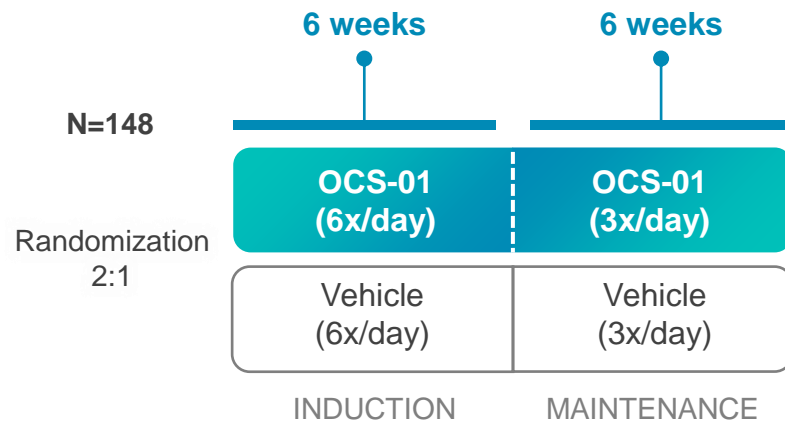 6 weeks
6 weeks
N=148
OCS-01
(6x/day)
OCS-01
(3x/day)
Randomization
2:1
Vehicle
(6x/day)
Vehicle
(3x/day)
INDUCTION
MAINTENANCE